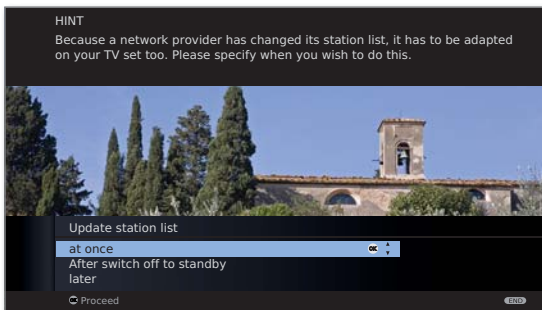 HINT
Because a network provider has changed its station list, it has to be adapted
on your TV set too. Please specify when you wish to do this.
Update station list
at once OK
After switch off to standby
later
OK Proceed END